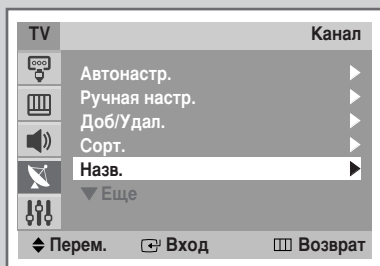 TV Канал
Автонастр.
Ручная настр.
Доб/Удал.
Сорт.
Назв.
Еще
Перем. Вход Возврат